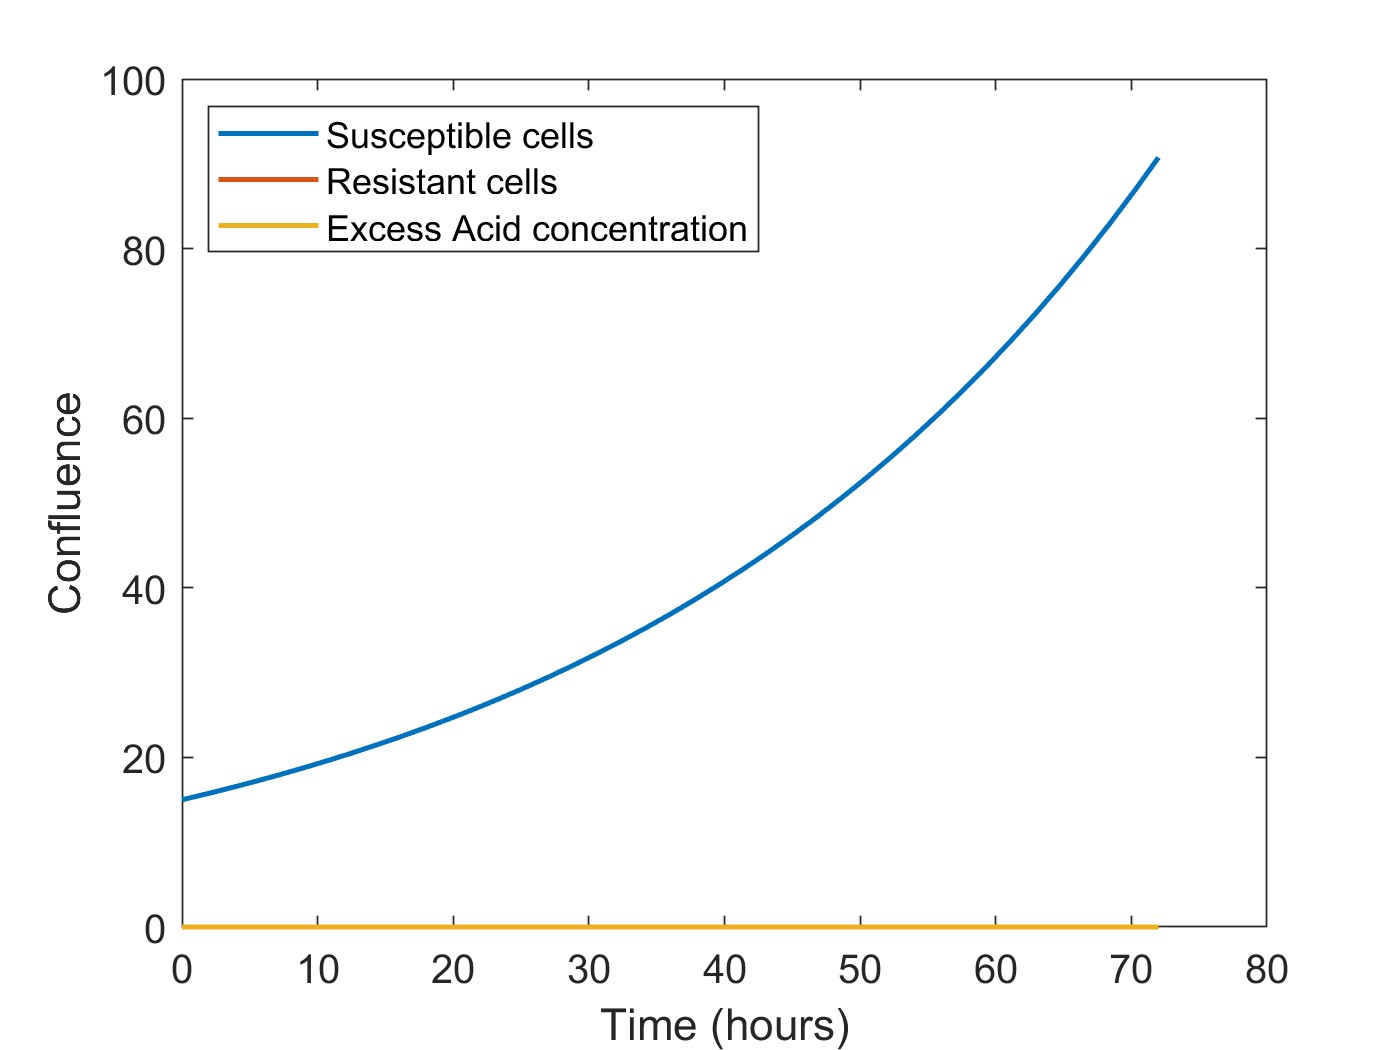 100
80
60
40
20
0
Susceptible cells
Resistant cells
Excess Acid concentration
Confluence
0 10 20 30 40 50 60 70 80
Time (hours)